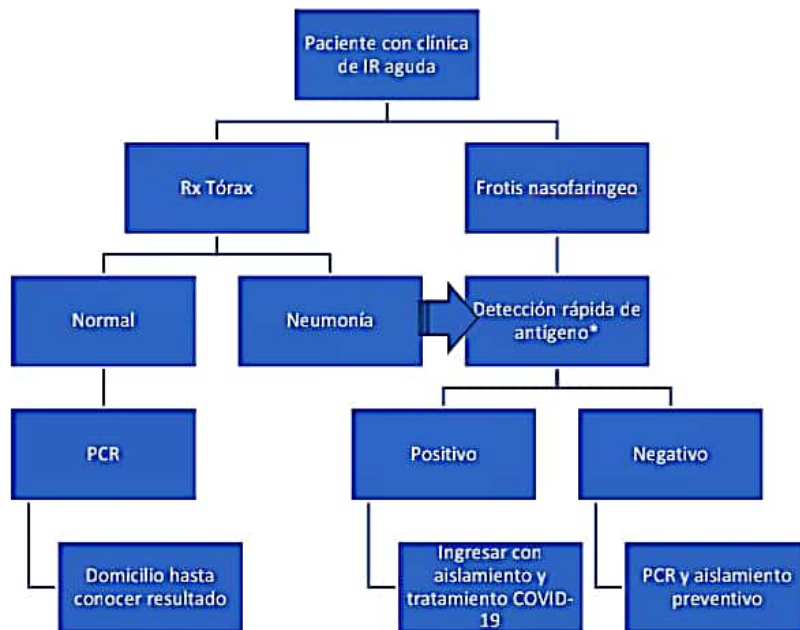 Paciente con clínica
de IR aguda
Rx Tórax
Frotis nasofaringeo
Normal
Neumonía
Detección rápida de
antígeno*
PCR
Positivo
Negativo
Domicilio hasta
conocer resultado
Ingresar con
aislamiento y
tratamiento COVID-
19
PCR y aislamiento
preventivo